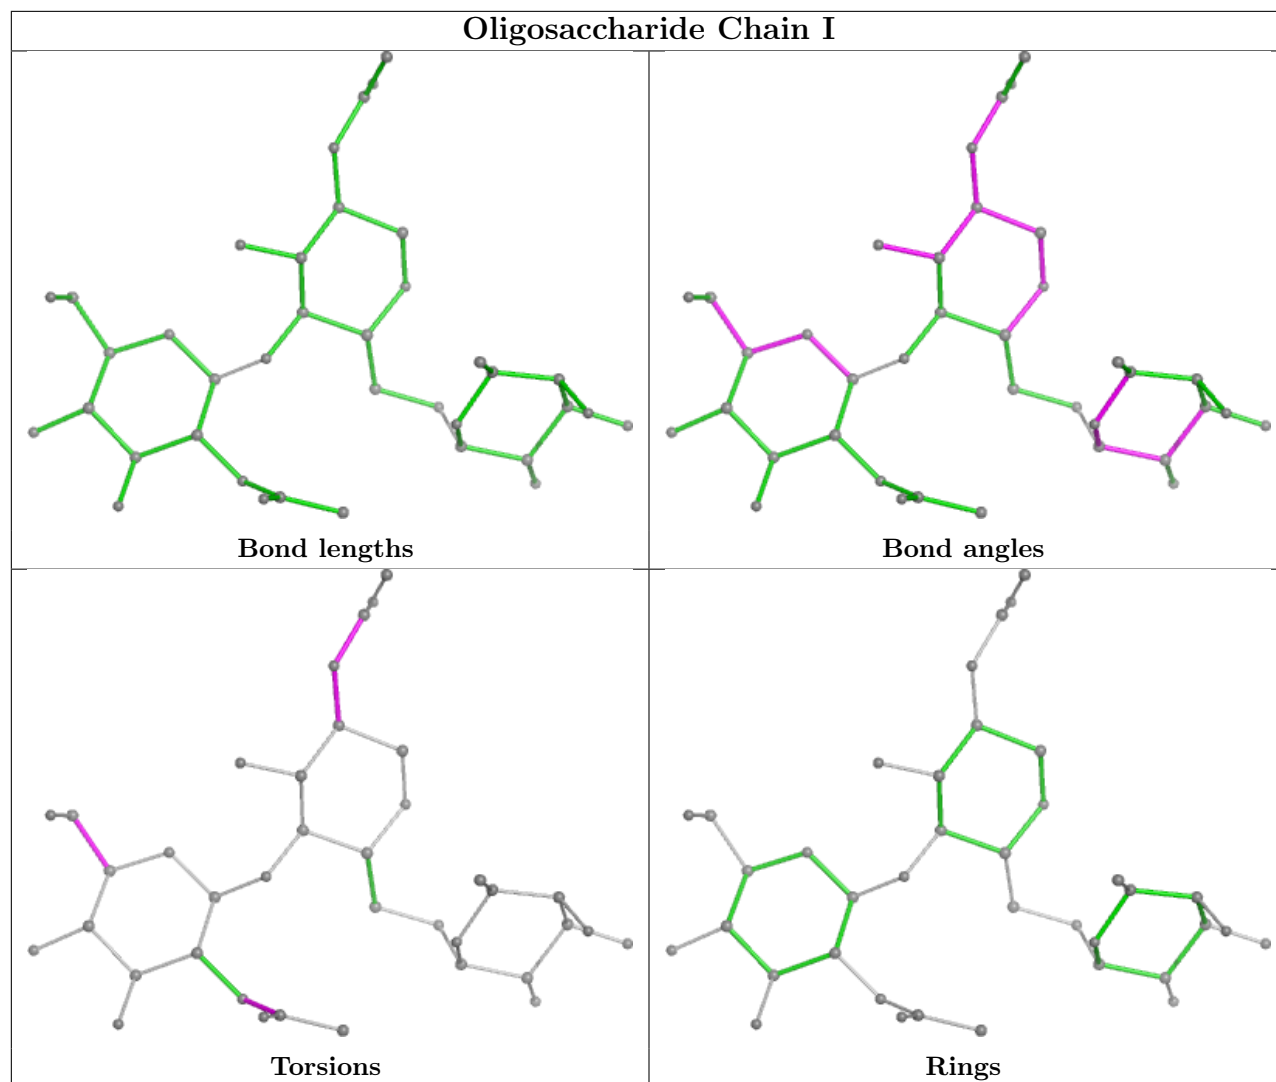 Oligosaccharide Chain I
Bond lengths
Bond angles
Torsions
Rings